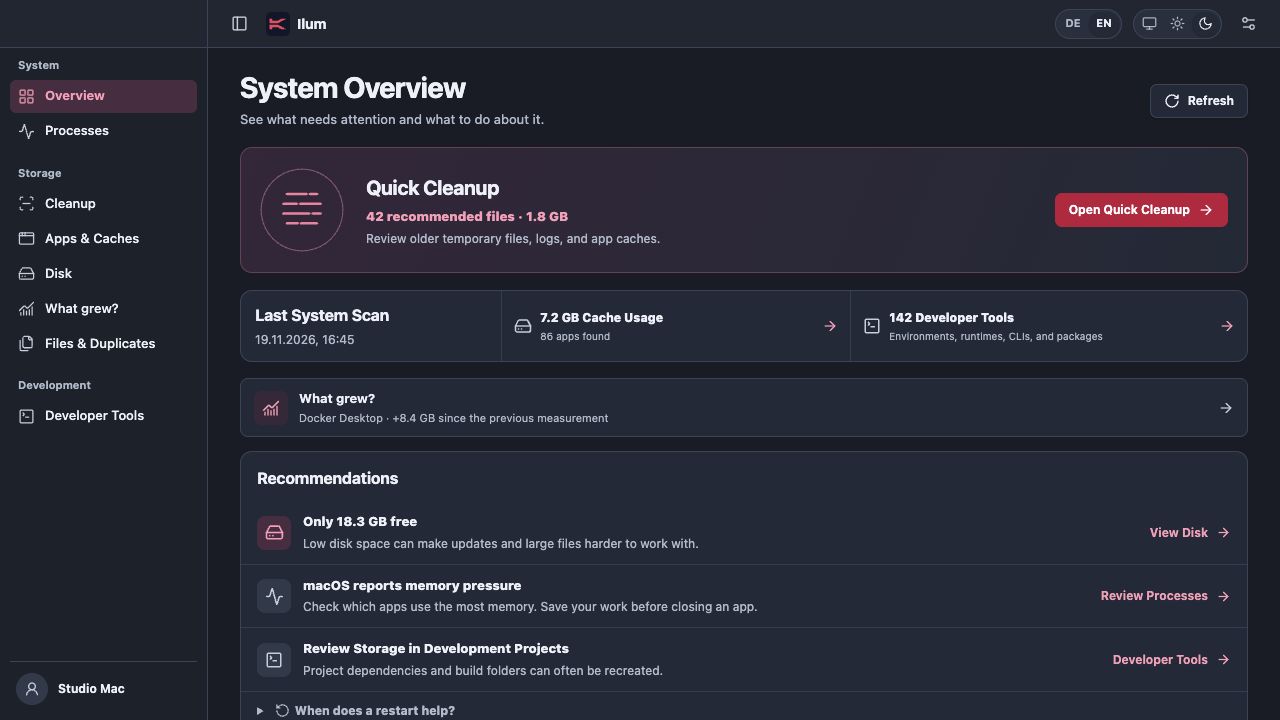 Ilum
DE EN
System
Overview
Processes
Storage
Cleanup
Apps & Caches
Disk
What grew?
Files & Duplicates
Development
Developer Tools
Studio Mac
System Overview
See what needs attention and what to do about it.
Refresh
Quick Cleanup
42 recommended files · 1.8 GB
Review older temporary files, logs, and app caches.
Open Quick Cleanup
Last System Scan
19.11.2026, 16:45
7.2 GB Cache Usage
86 apps found
142 Developer Tools
Environments, runtimes, CLIs, and packages
What grew?
Docker Desktop · +8.4 GB since the previous measurement
Recommendations
Only 18.3 GB free
Low disk space can make updates and large files harder to work with.
View Disk
macOS reports memory pressure
Check which apps use the most memory. Save your work before closing an app.
Review Processes
Review Storage in Development Projects
Project dependencies and build folders can often be recreated.
Developer Tools
When does a restart help?